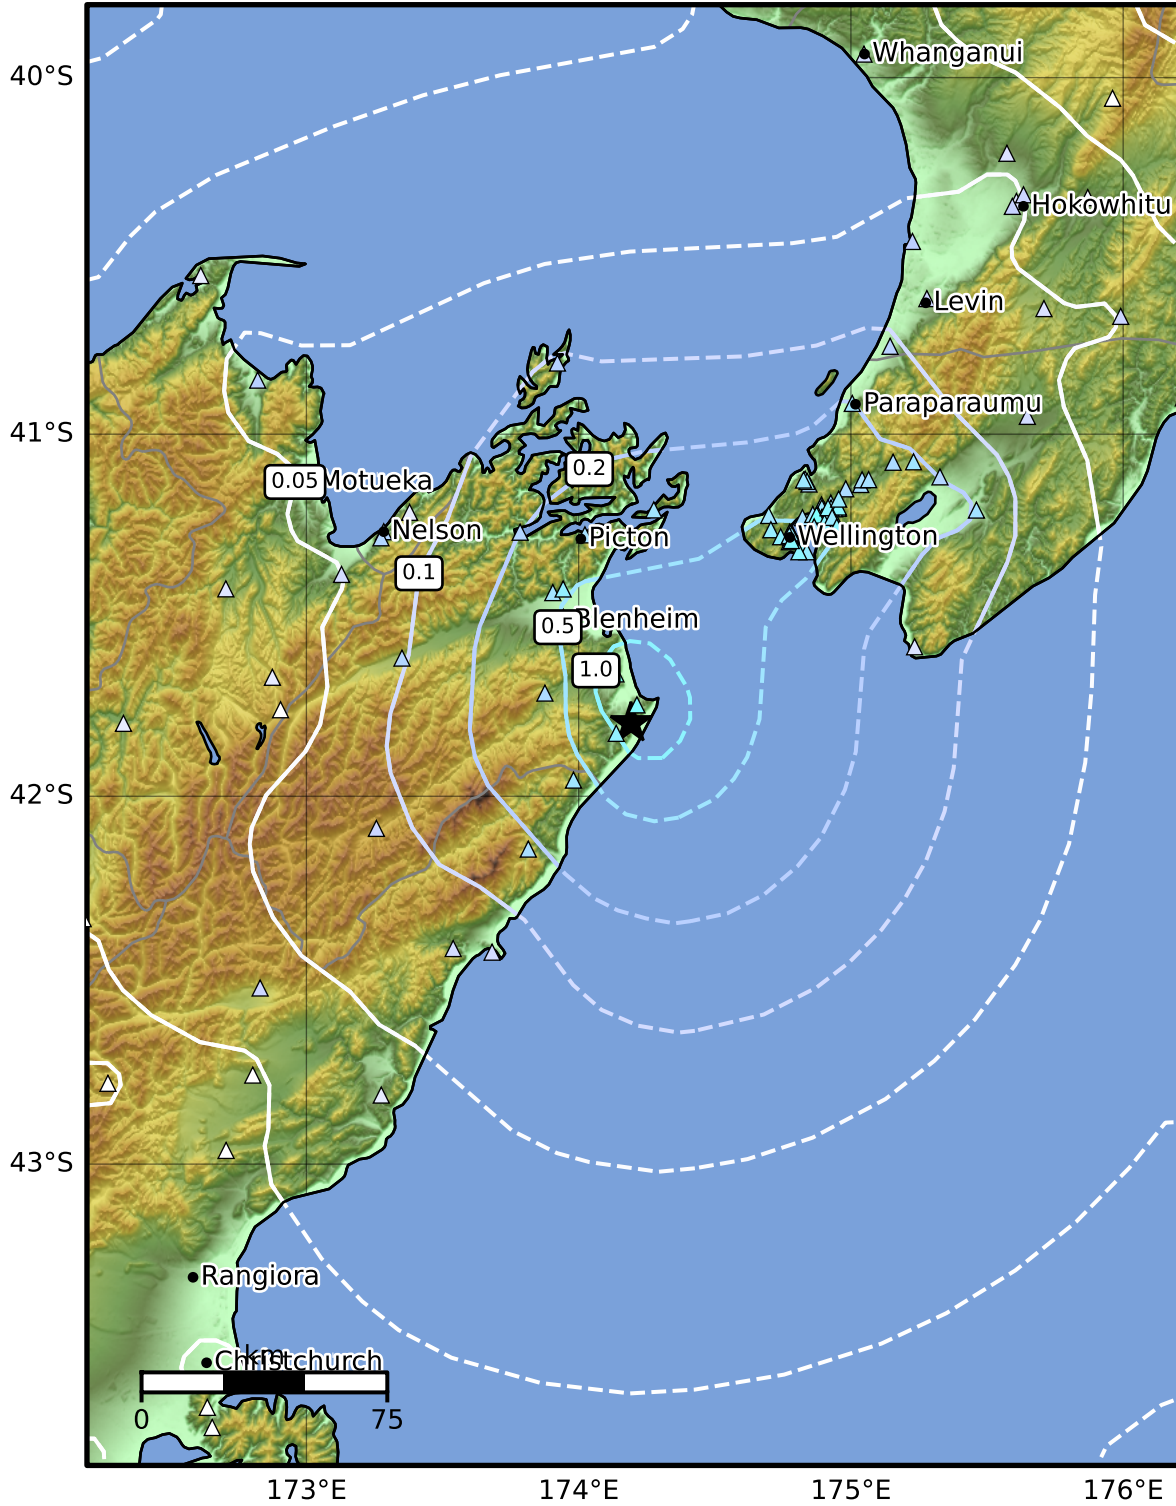 Whanganui
40°S
Hokowhitu
Levin
Paraparaumu
41°S
0.2
0.05
Motueka
Nelson
Picton
Wellington
0.1
Blenheim
0.5
1.0
42°S
43°S
Rangiora
km
Christchurch
0
75
173°E
174°E
175°E
176°E